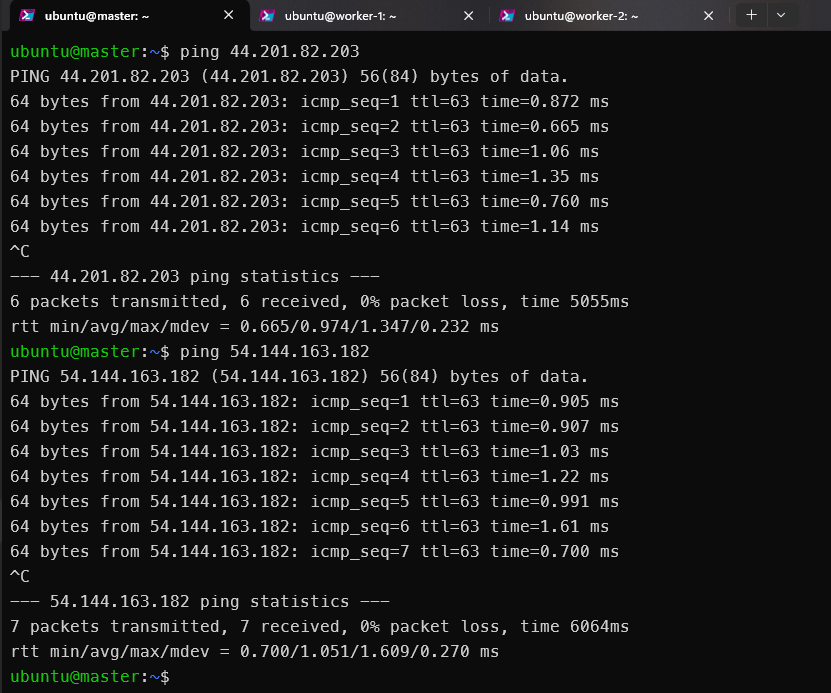 ubuntu@master: ~
ubuntu@worker-1: ~
ubuntu@worker-2: ~
ubuntu@master:~$ ping 44.201.82.203
PING 44.201.82.203 (44.201.82.203) 56(84) bytes of data.
64 bytes from 44.201.82.203: icmp_seq=1 ttl=63 time=0.872 ms
64 bytes from 44.201.82.203: icmp_seq=2 ttl=63 time=0.665 ms
64 bytes from 44.201.82.203: icmp_seq=3 ttl=63 time=1.06 ms
64 bytes from 44.201.82.203: icmp_seq=4 ttl=63 time=1.35 ms
64 bytes from 44.201.82.203: icmp_seq=5 ttl=63 time=0.760 ms
64 bytes from 44.201.82.203: icmp_seq=6 ttl=63 time=1.14 ms
^C
--- 44.201.82.203 ping statistics ---
6 packets transmitted, 6 received, 0% packet loss, time 5055ms
rtt min/avg/max/mdev = 0.665/0.974/1.347/0.232 ms
ubuntu@master:~$ ping 54.144.163.182
PING 54.144.163.182 (54.144.163.182) 56(84) bytes of data.
64 bytes from 54.144.163.182: icmp_seq=1 ttl=63 time=0.905 ms
64 bytes from 54.144.163.182: icmp_seq=2 ttl=63 time=0.907 ms
64 bytes from 54.144.163.182: icmp_seq=3 ttl=63 time=1.03 ms
64 bytes from 54.144.163.182: icmp_seq=4 ttl=63 time=1.22 ms
64 bytes from 54.144.163.182: icmp_seq=5 ttl=63 time=0.991 ms
64 bytes from 54.144.163.182: icmp_seq=6 ttl=63 time=1.61 ms
64 bytes from 54.144.163.182: icmp_seq=7 ttl=63 time=0.700 ms
^C
--- 54.144.163.182 ping statistics ---
7 packets transmitted, 7 received, 0% packet loss, time 6064ms
rtt min/avg/max/mdev = 0.700/1.051/1.609/0.270 ms
ubuntu@master:~$